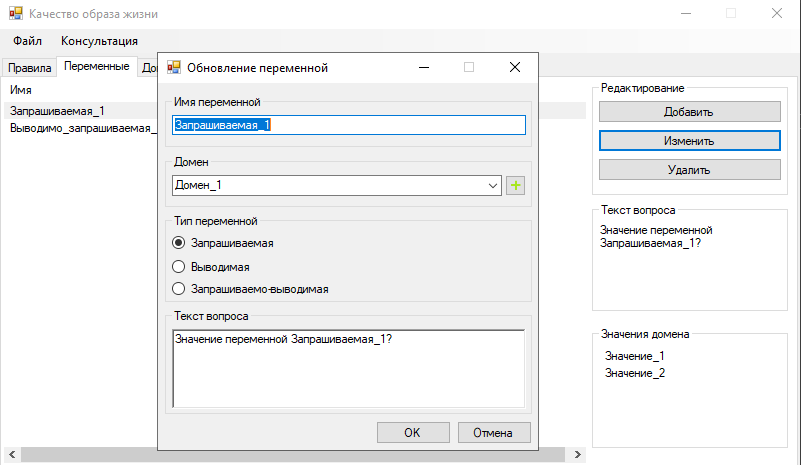 Качество образа жизни
Файл Консультация
Правила Переменные До
Имя
Запрашиваемая_1
Выводимо_запрашиваемая_
Обновление переменной
Имя переменной
Запрашиваемая_1
Домен
Домен_1
Тип переменной
Запрашиваемая
Выводимая
Запрашиваемо-выводимая
Текст вопроса
Значение переменной Запрашиваемая_1?
OK Отмена
Редактирование
Добавить
Изменить
Удалить
Текст вопроса
Значение переменной
Запрашиваемая_1?
Значения домена
Значение_1
Значение_2